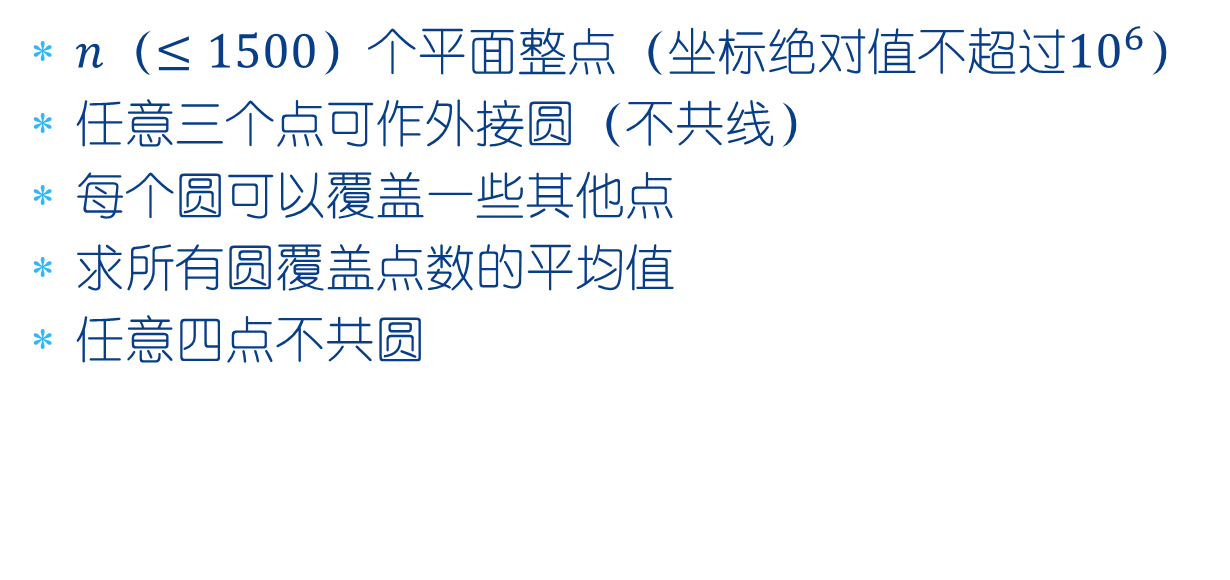 * n（≤ 1500）个平面整点（坐标绝对值不超过10⁶）
* 任意三个点可作外接圆（不共线）
* 每个圆可以覆盖一些其他点
* 求所有圆覆盖点数的平均值
* 任意四点不共圆